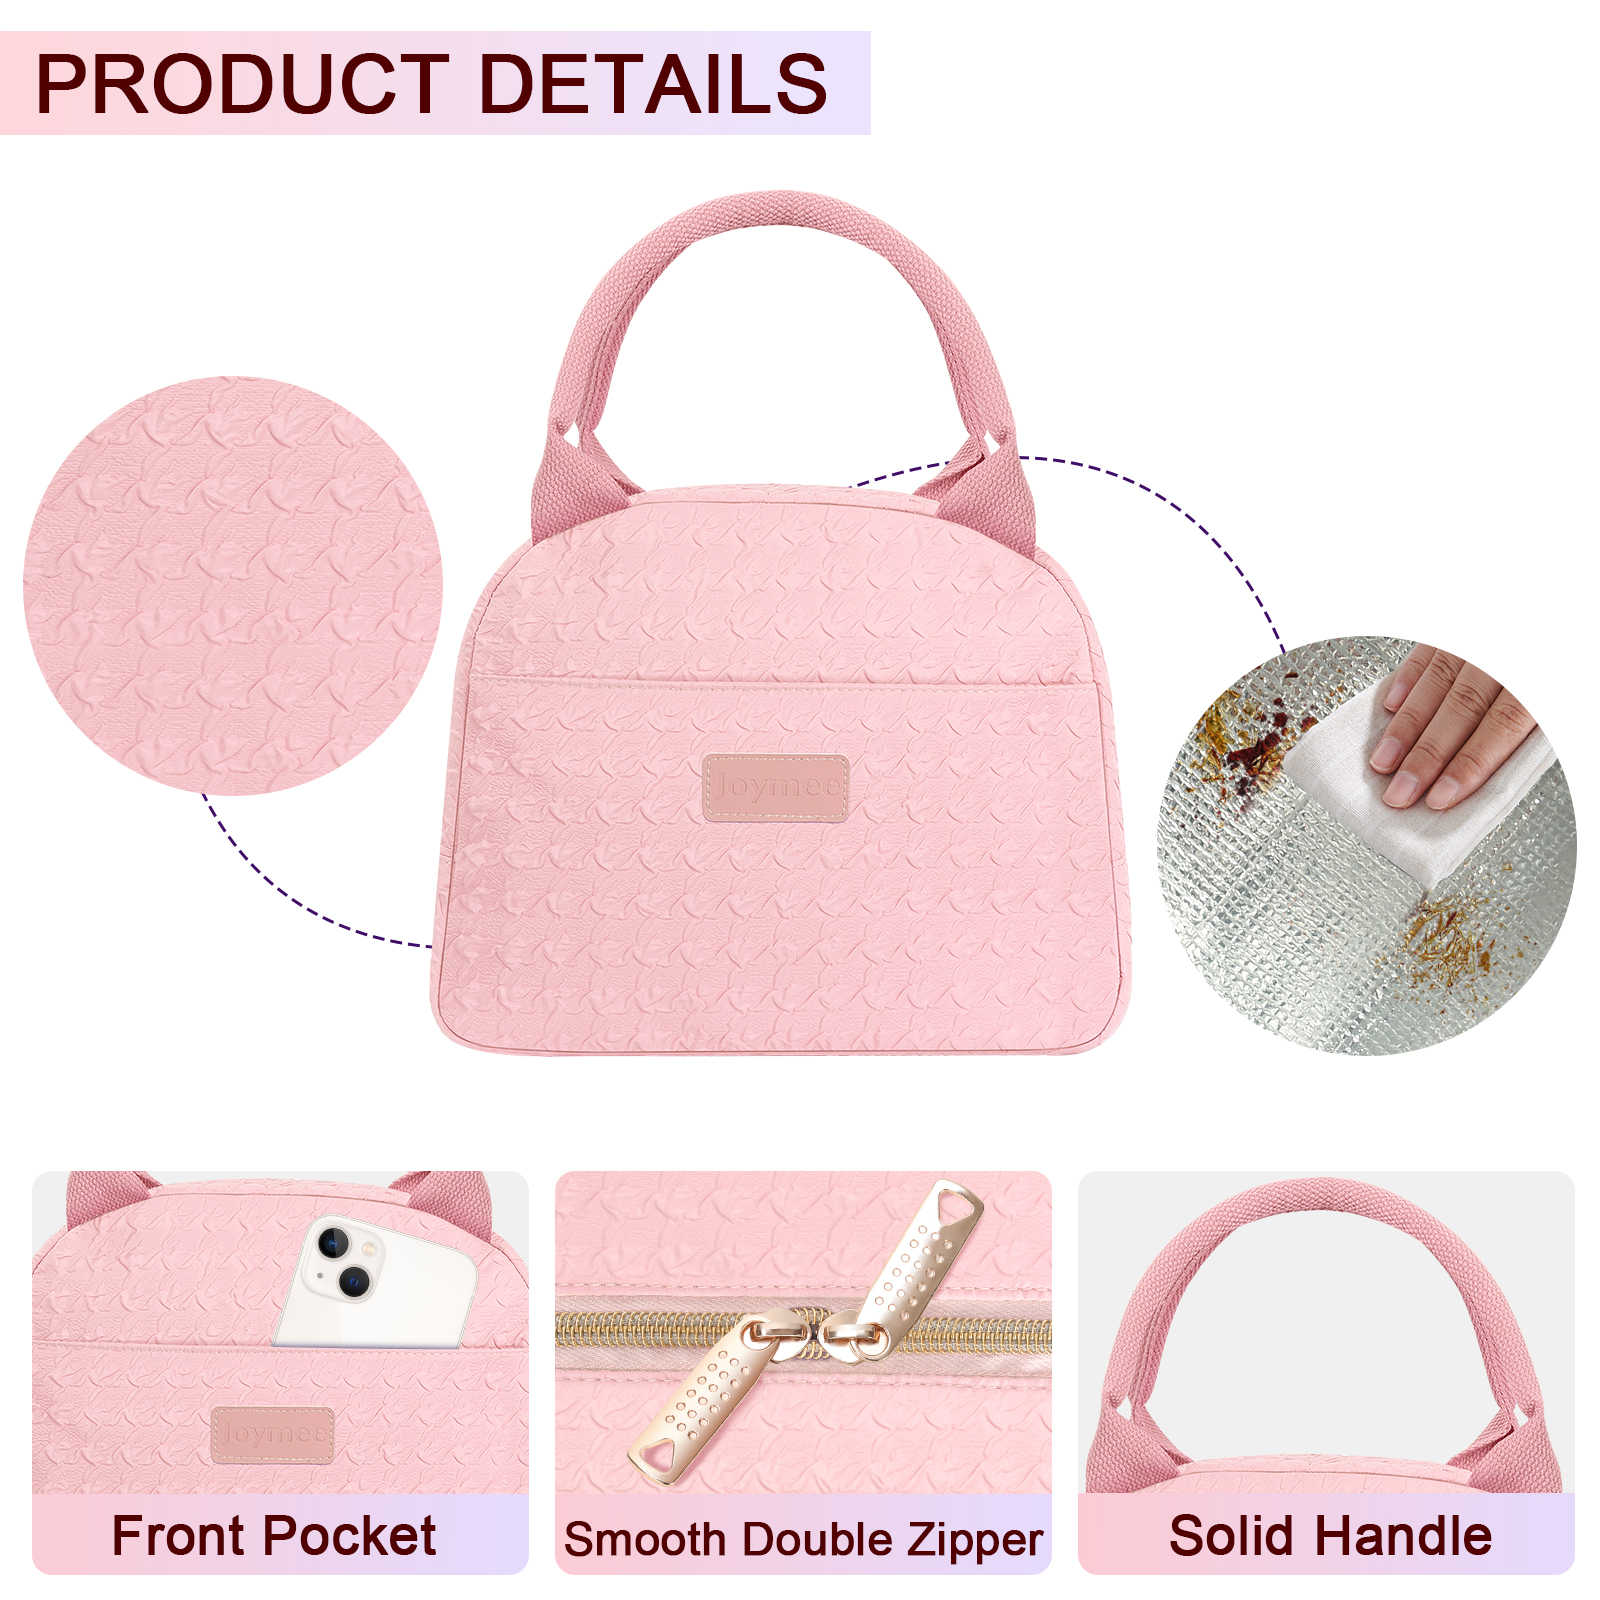 PRODUCT DETAILS
Joymee
Joymee
Front Pocket
Smooth Double Zipper
Solid Handle